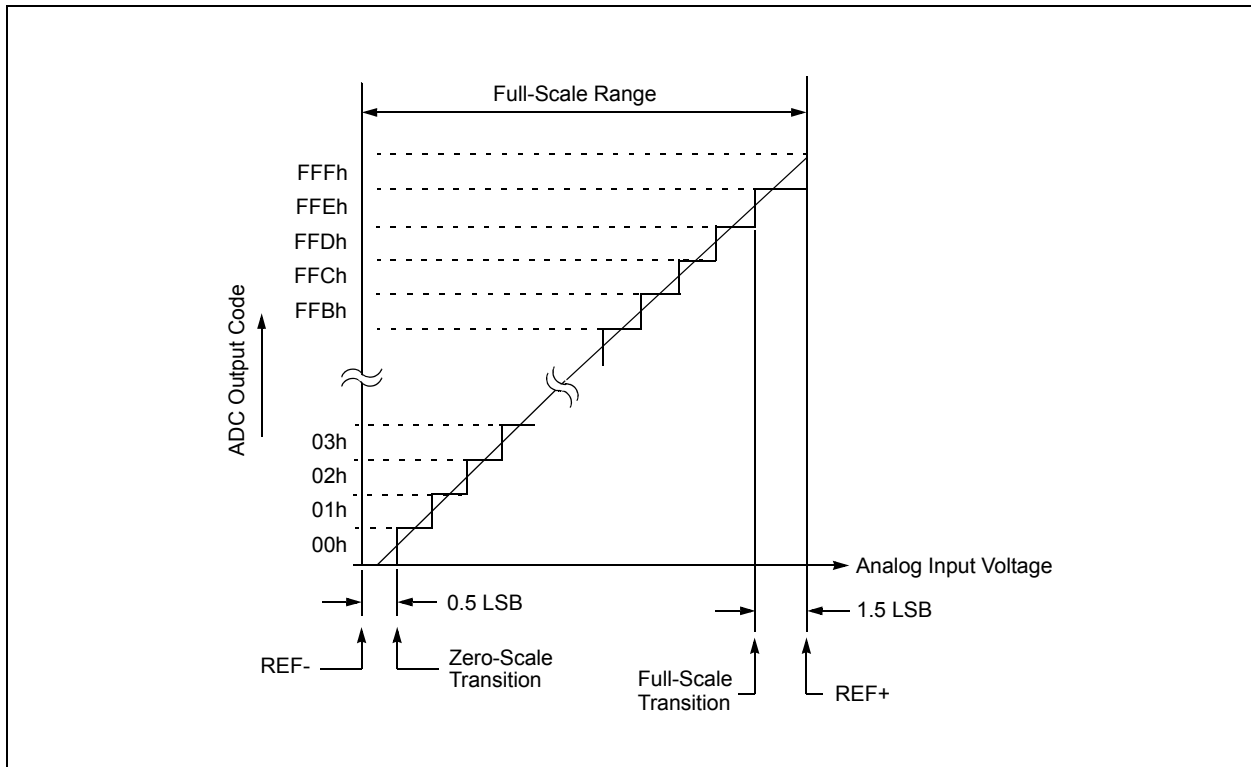 Full-Scale Range
FFFh
FFEh
FFDh
FFCh
FFBh
ADC Output Code
03h
02h
01h
00h
Analog Input Voltage
0.5 LSB
1.5 LSB
REF-
Zero-Scale
Transition
Full-Scale
Transition
REF+